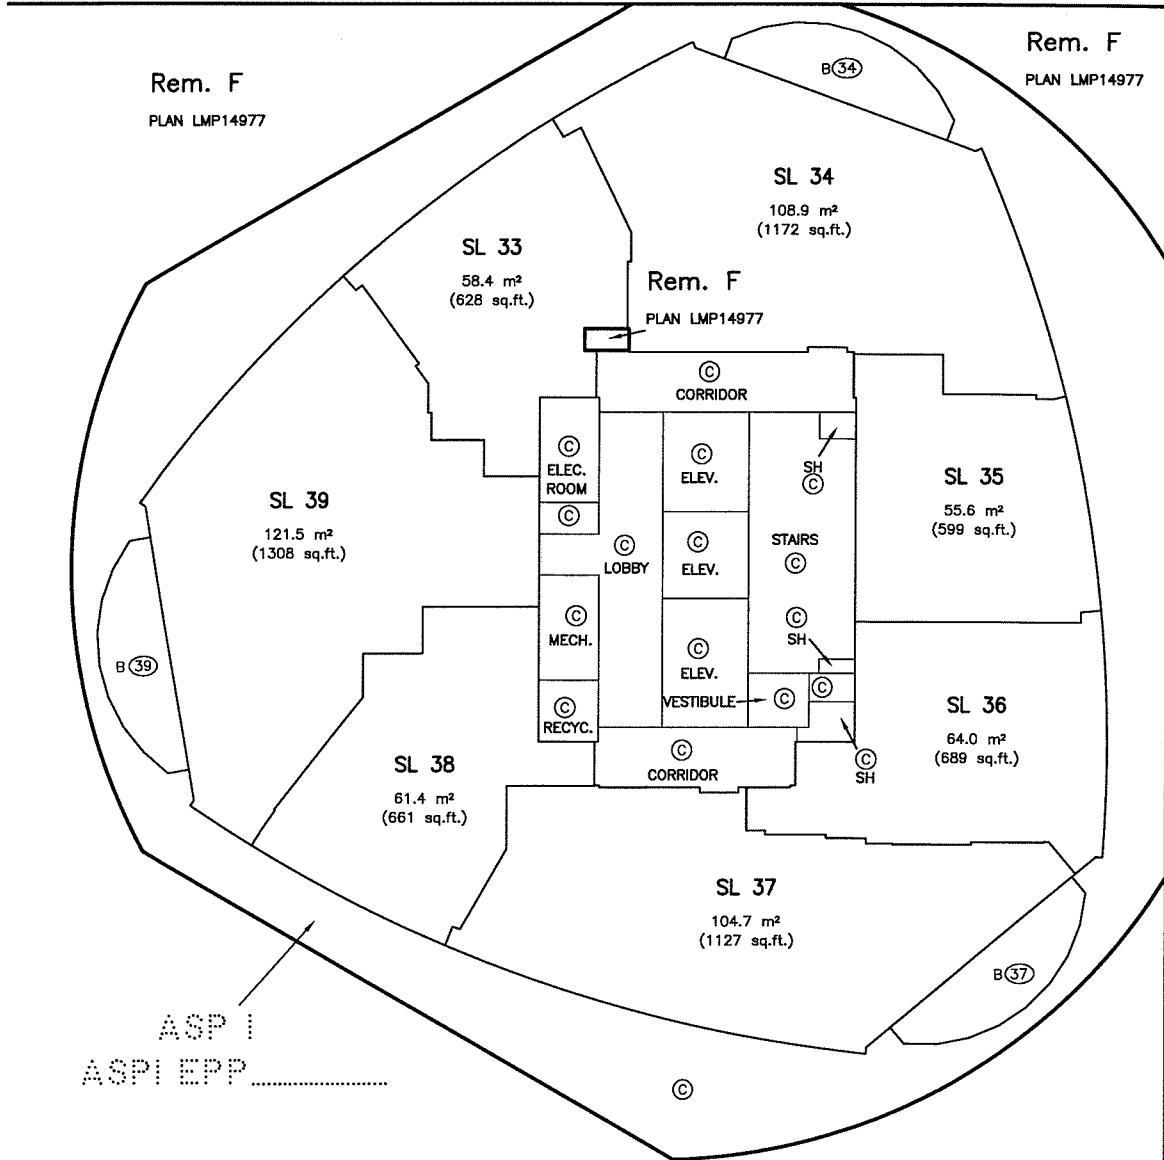 Rem. F
PLAN LMP14977
Rem. F
PLAN LMP14977
B 34
SL 34
108.9 m²
(1172 sq.ft.)
SL 33
58.4 m²
(628 sq.ft.)
Rem. F
PLAN LMP14977
C
CORRIDOR
C
ELEC.
ROOM
C
ELEV.
SH
C
SL 35
55.6 m²
(599 sq.ft.)
SL 39
121.5 m²
(1308 sq.ft.)
C
C
LOBBY
C
ELEV.
STAIRS
C
C
MECH.
C
SH
C
ELEV.
B 39
C
RECYC.
VESTIBULE
C
C
SL 36
64.0 m²
(689 sq.ft.)
SL 38
61.4 m²
(661 sq.ft.)
C
CORRIDOR
C
SH
SL 37
104.7 m²
(1127 sq.ft.)
B 37
ASP 1
ASP1 EPP
C